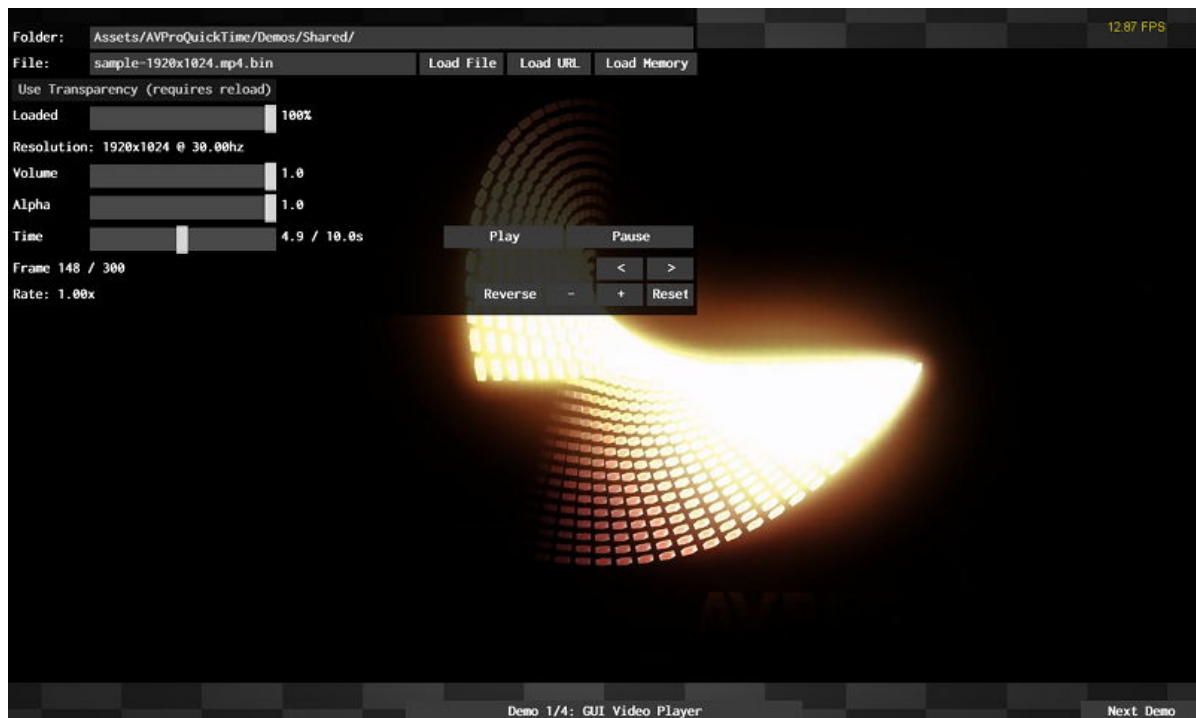 12.87 FPS
Folder: Assets/AVProQuickTime/Demos/Shared/
File: sample-1920x1024.mp4.bin Load File Load URL Load Memory
Use Transparency (requires reload)
Loaded 100%
Resolution: 1920x1024 @ 30.00hz
Volume 1.0
Alpha 1.0
Time 4.9 / 10.0s Play Pause
Frame 148 / 300 < >
Rate: 1.00x Reverse - + Reset
Demo 1/4: GUI Video Player Next Demo